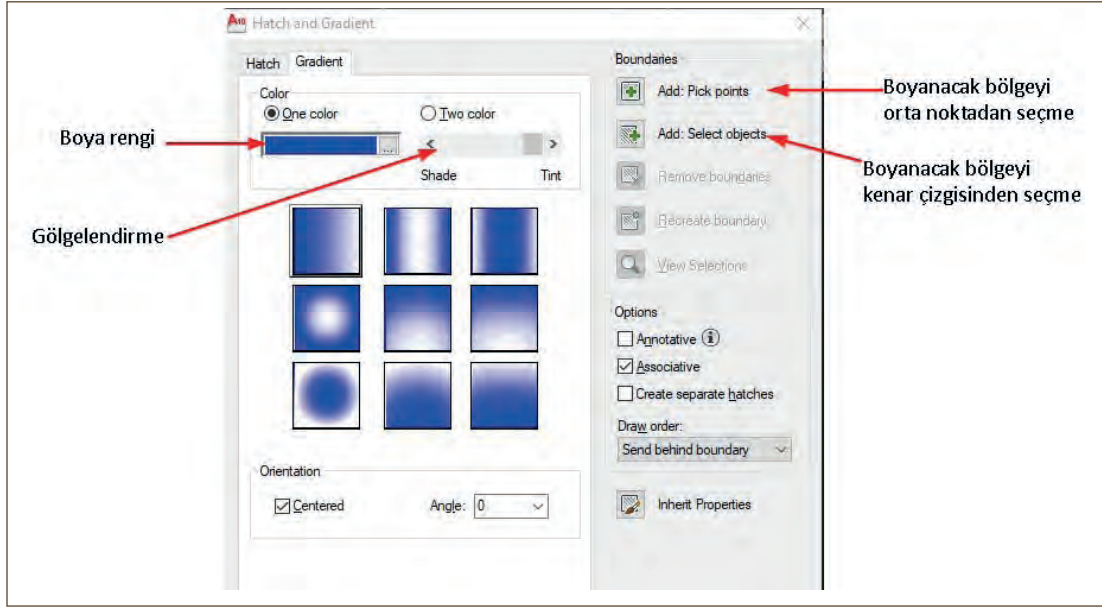 A10 Hatch and Gradient
Hatch Gradient
Color
One color Two color
...
Shade Tint
Orientation
Centered Angle: 0
Boundaries
Add: Pick points
Add: Select objects
Remove boundaries
Recreate boundary
View Selections
Options
Annotative
Associative
Create separate hatches
Draw order:
Send behind boundary
Inherit Properties
Boya rengi
Gölgelendirme
Boyanacak bölgeyi
orta noktadan seçme
Boyanacak bölgeyi
kenar çizgisinden seçme